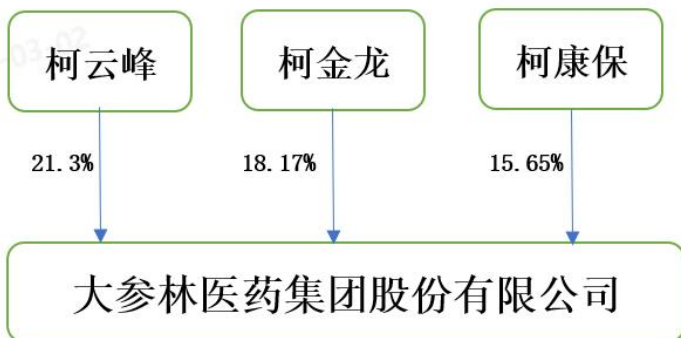 柯云峰
柯金龙
柯康保
21.3%
18.17%
15.65%
大参林医药集团股份有限公司